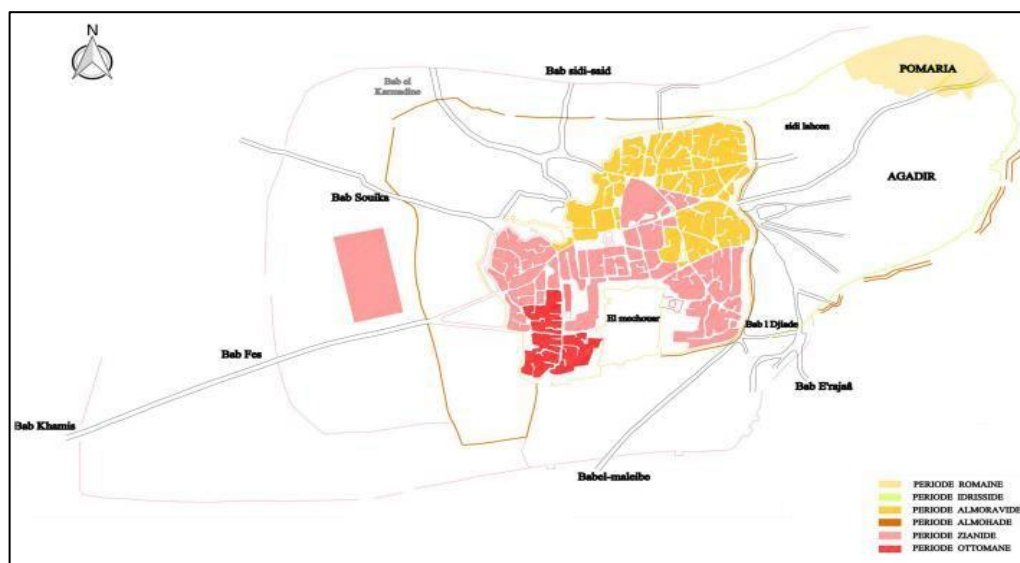 N
Bab sidi-said
POMARIA
Bab el
Karmadine
sidi lahcen
AGADIR
Bab Souika
El mechouar
Bab l Djiade
Bab Fes
Bab E'rajaã
Bab Khamis
Babel-maleibe
PERIODE ROMAINE
PERIODE IDRISSIDE
PERIODE ALMORAVIDE
PERIODE ALMOHADE
PERIODE ZIANIDE
PERIODE OTTOMANE